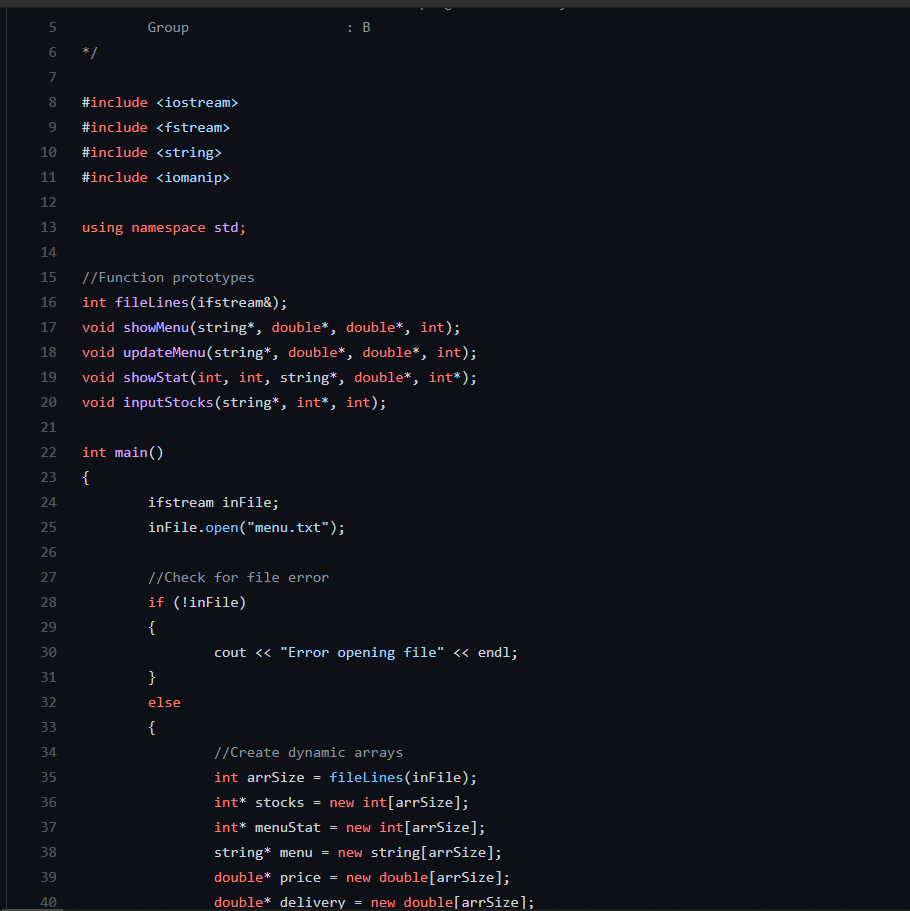 5 Group : B
6 */
7
8 #include <iostream>
9 #include <fstream>
10 #include <string>
11 #include <iomanip>
12
13 using namespace std;
14
15 //Function prototypes
16 int fileLines(ifstream&);
17 void showMenu(string*, double*, double*, int);
18 void updateMenu(string*, double*, double*, int);
19 void showStat(int, int, string*, double*, int*);
20 void inputStocks(string*, int*, int);
21
22 int main()
23 {
24 ifstream inFile;
25 inFile.open("menu.txt");
26
27 //Check for file error
28 if (!inFile)
29 {
30 cout << "Error opening file" << endl;
31 }
32 else
33 {
34 //Create dynamic arrays
35 int arrSize = fileLines(inFile);
36 int* stocks = new int[arrSize];
37 int* menuStat = new int[arrSize];
38 string* menu = new string[arrSize];
39 double* price = new double[arrSize];
40 double* delivery = new double[arrSize];